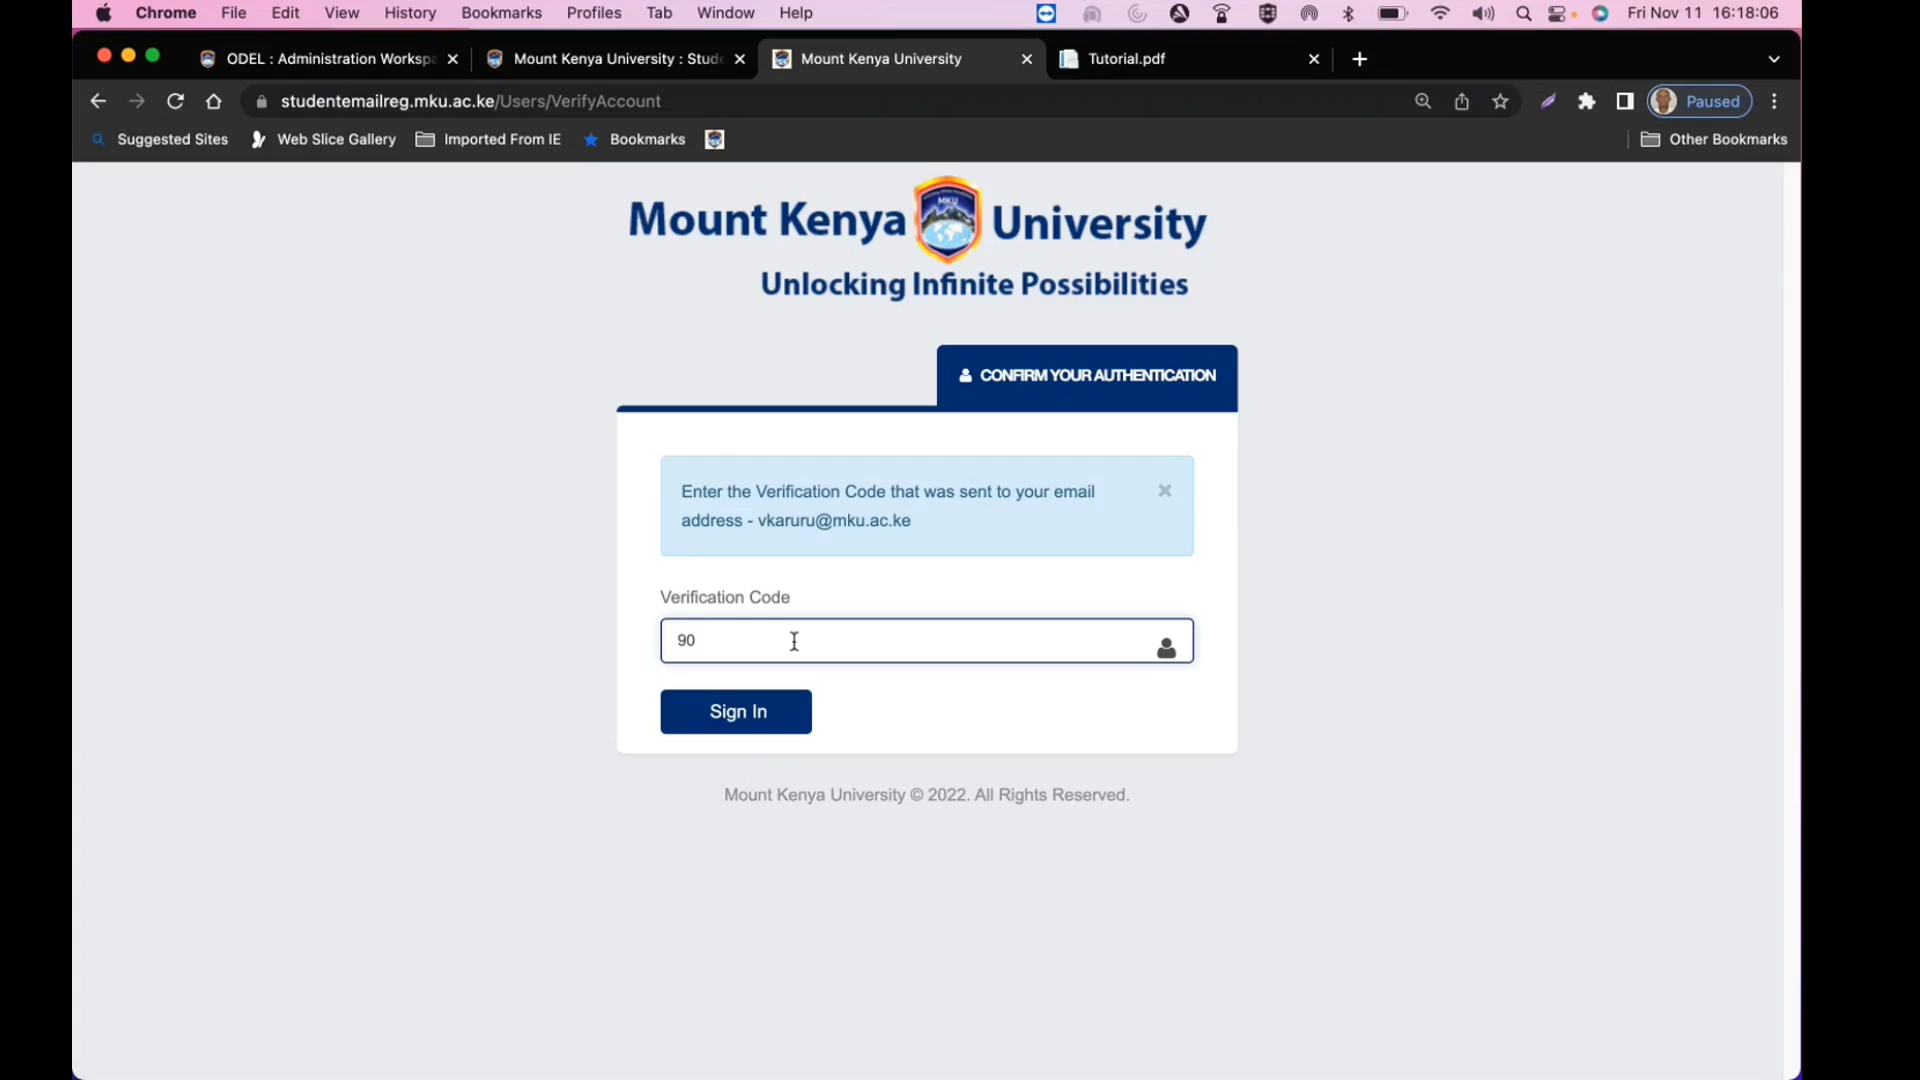 Chrome File Edit View History Bookmarks Profiles Tab Window Help Fri Nov 11 16:18:06
ODEL : Administration Workspa Mount Kenya University : Stude Mount Kenya University Tutorial.pdf
studentemailreg.mku.ac.ke/Users/VerifyAccount Paused
Suggested Sites Web Slice Gallery Imported From IE Bookmarks Other Bookmarks
Mount Kenya MKU University
Unlocking Infinite Possibilities
CONFIRM YOUR AUTHENTICATION
Enter the Verification Code that was sent to your email
address - vkaruru@mku.ac.ke
Verification Code
90
Sign In
Mount Kenya University © 2022. All Rights Reserved.